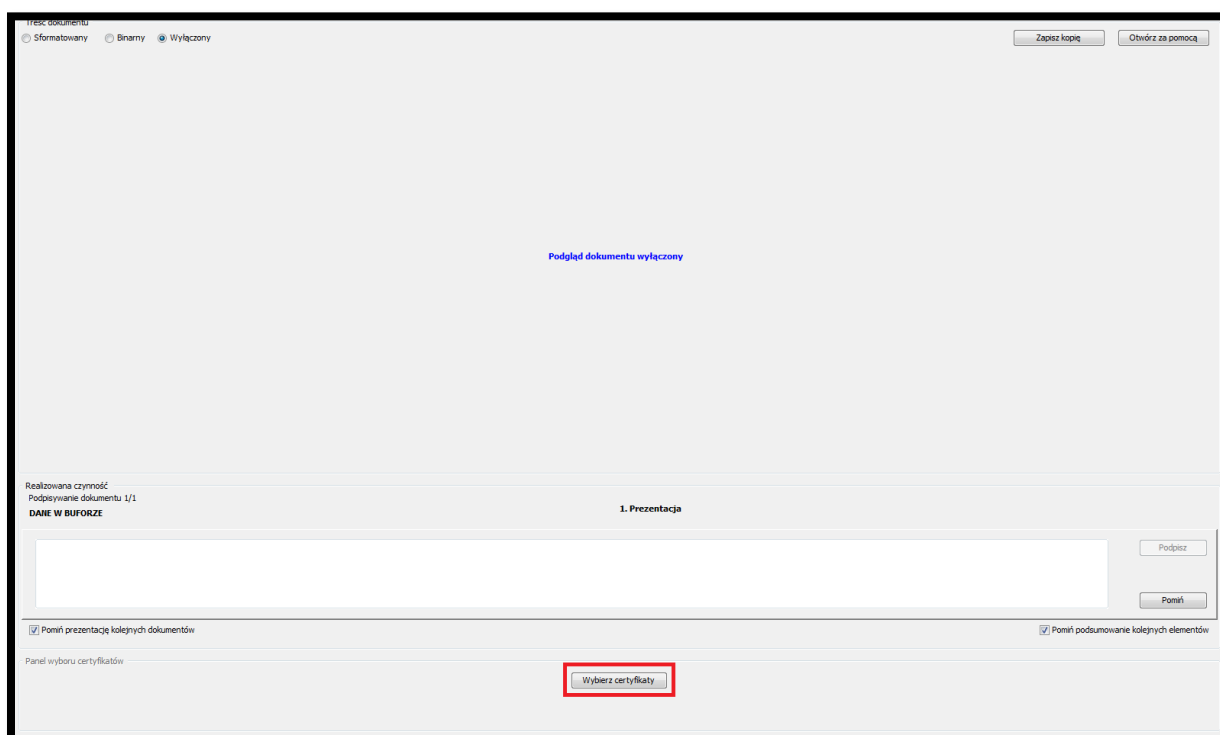 Treść dokumentu
Sformatowany Binarny Wyłączony Zapisz kopię Otwórz za pomocą
Podgląd dokumentu wyłączony
Realizowana czynność
Podpisywanie dokumentu 1/1
DANE W BUFORZE
1. Prezentacja
Podpisz
Pomiń
Pomiń prezentację kolejnych dokumentów Pomiń podsumowanie kolejnych elementów
Panel wyboru certyfikatów
Wybierz certyfikaty